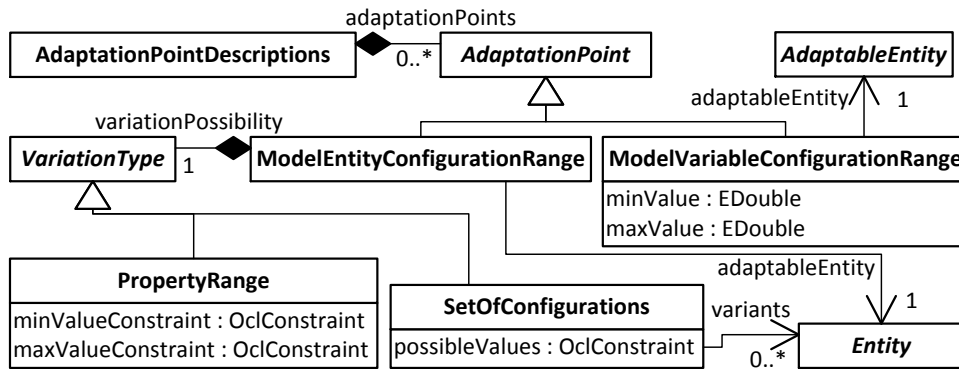 adaptationPoints
AdaptationPointDescriptions
0..*
AdaptationPoint
AdaptableEntity
adaptableEntity
1
variationPossibility
VariationType
1
ModelEntityConfigurationRange
ModelVariableConfigurationRange
minValue : EDouble
maxValue : EDouble
adaptableEntity
1
PropertyRange
minValueConstraint : OclConstraint
maxValueConstraint : OclConstraint
SetOfConfigurations
possibleValues : OclConstraint
variants
0..*
Entity